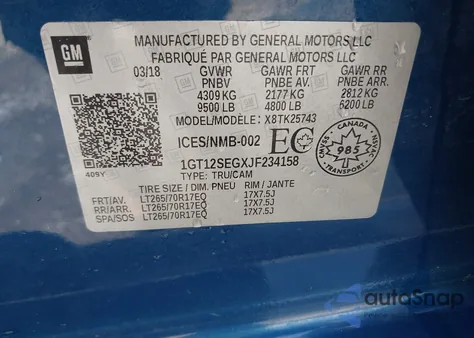 GM
MANUFACTURED BY GENERAL MOTORS LLC
FABRIQUÉ PAR GENERAL MOTORS LLC
03/18 GVWR GAWR FRT GAWR RR
PNBV PNBE AV. PNBE ARR.
4309 KG 2177 KG 2812 KG
9500 LB 4800 LB 6200 LB
MODEL/MODÈLE: X8TK25743
ICES/NMB-002 EC
CANADA
985
1GT12SEGXJF234158
409Y
TYPE: TRU/CAM
TIRE SIZE / DIM. PNEU RIM / JANTE
FRT/AV. LT265/70R17EQ 17X7.5J
RR/ARR. LT265/70R17EQ 17X7.5J
SPA/SOS LT265/70R17EQ 17X7.5J
autoSnap